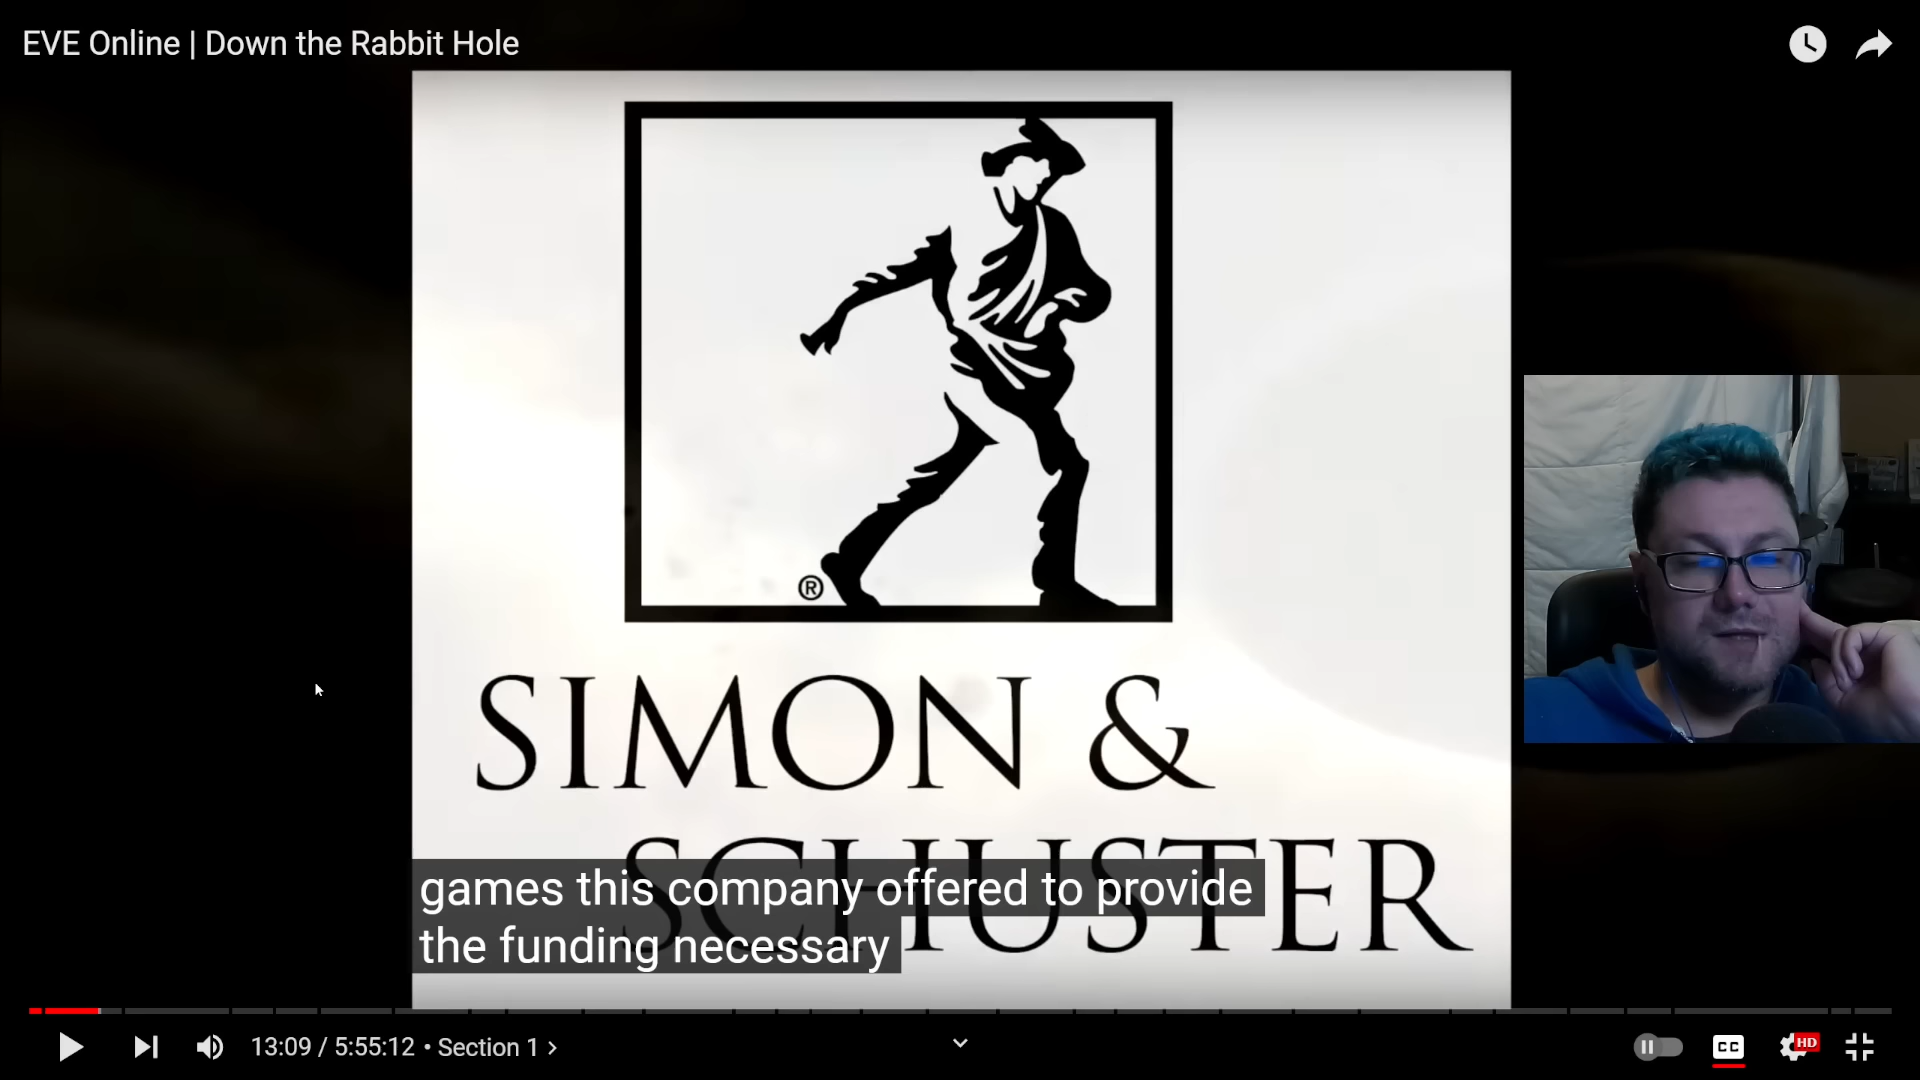 EVE Online | Down the Rabbit Hole
®
SIMON &
SCHUSTER
games this company offered to provide
the funding necessary
13:09 / 5:55:12 • Section 1 >
CC
HD